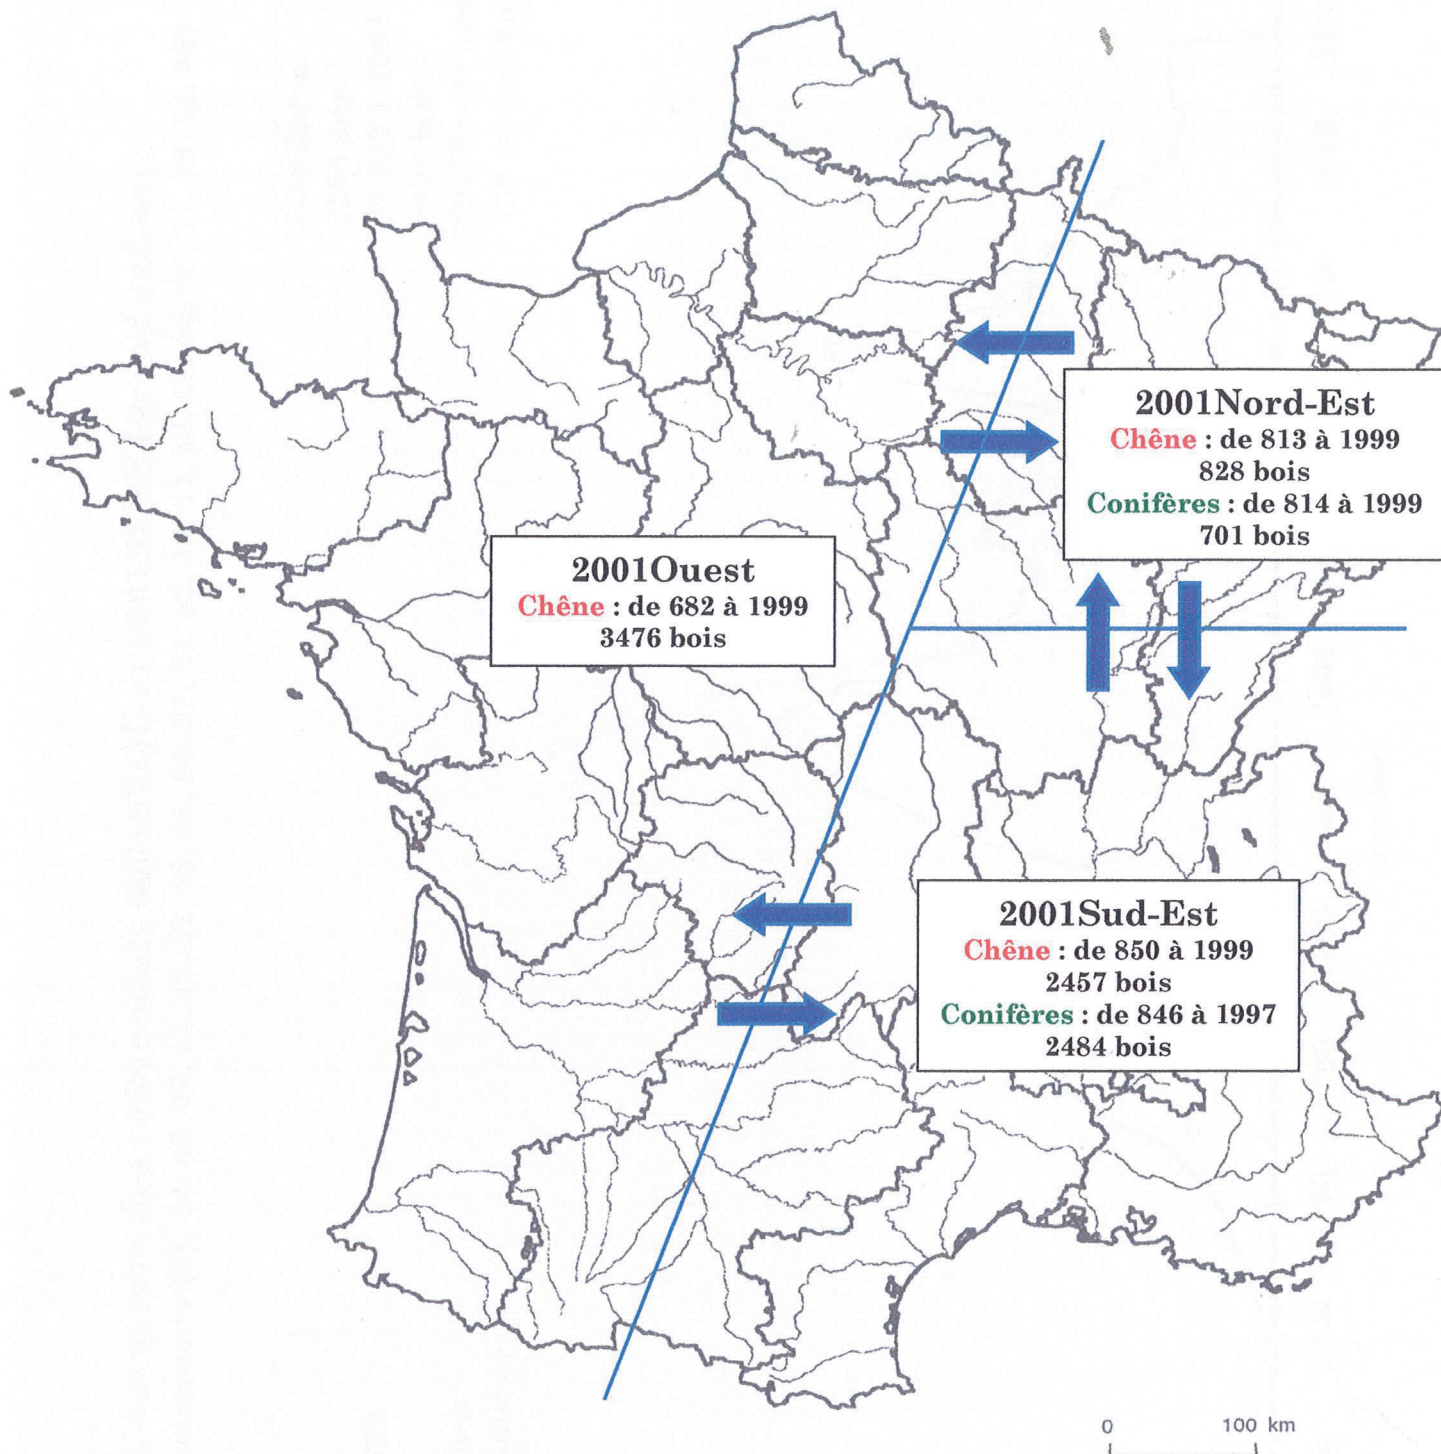 2001Nord-Est
Chêne : de 813 à 1999
828 bois
Conifères : de 814 à 1999
701 bois
2001Ouest
Chêne : de 682 à 1999
3476 bois
2001Sud-Est
Chêne : de 850 à 1999
2457 bois
Conifères : de 846 à 1997
2484 bois
0 100 km